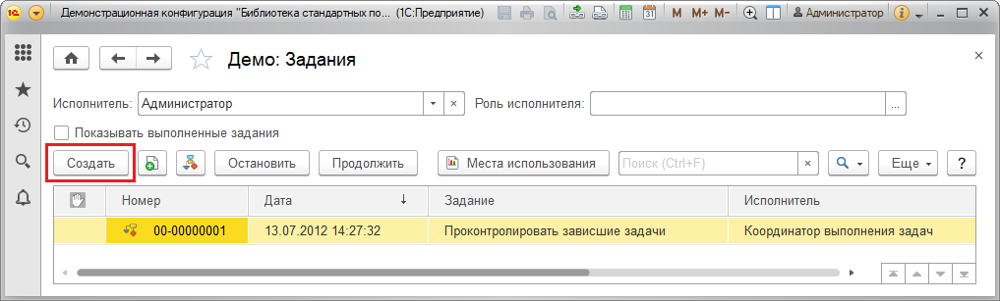 Демонстрационная конфигурация "Библиотека стандартных по... (1С:Предприятие) M M+ M- Администратор
Демо: Задания
Исполнитель: Администратор Роль исполнителя:
Показывать выполненные задания
Создать Остановить Продолжить Места использования Поиск (Ctrl+F) Еще ?
Номер Дата Задание Исполнитель
00-00000001 13.07.2012 14:27:32 Проконтролировать зависшие задачи Координатор выполнения задач